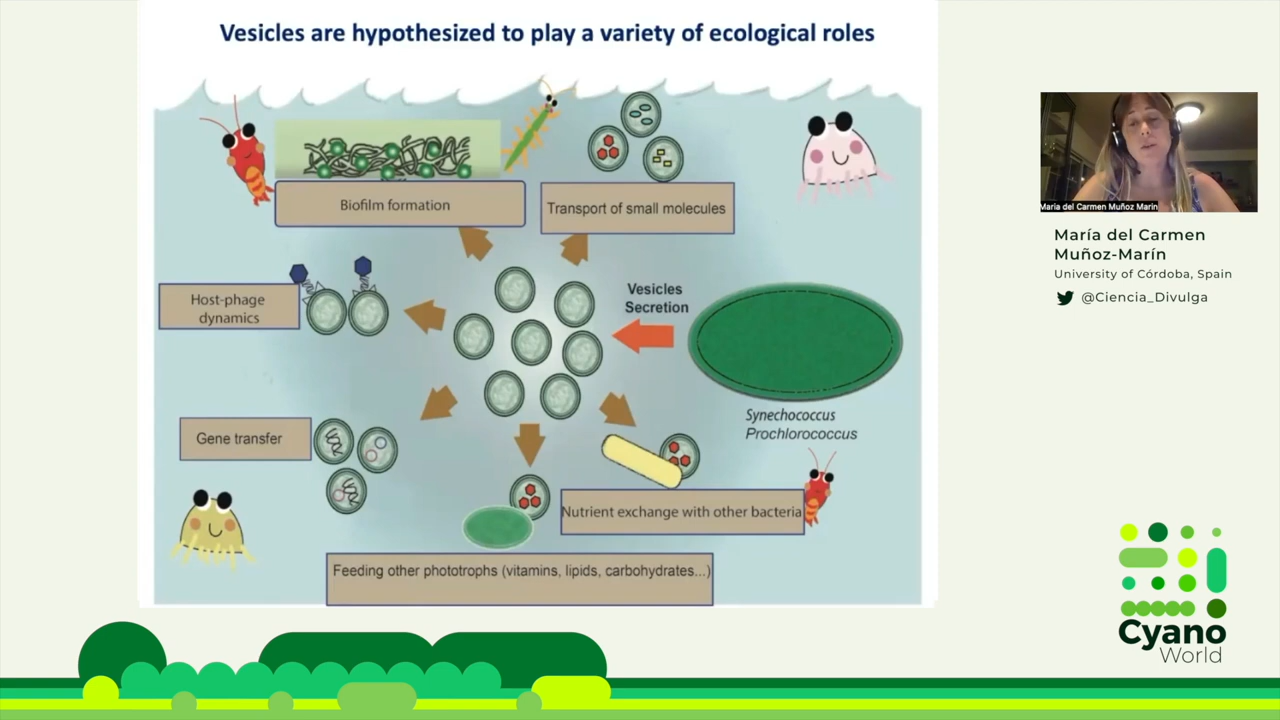 Vesicles are hypothesized to play a variety of ecological roles
Biofilm formation
Transport of small molecules
Host-phage
dynamics
Vesicles
Secretion
Synechococcus
Prochlorococcus
Gene transfer
Nutrient exchange with other bacteria
Feeding other phototrophs (vitamins, lipids, carbohydrates...)
Maria del Carmen Muñoz Marin
María del Carmen
Muñoz-Marín
University of Córdoba, Spain
@Ciencia_Divulga
Cyano
World